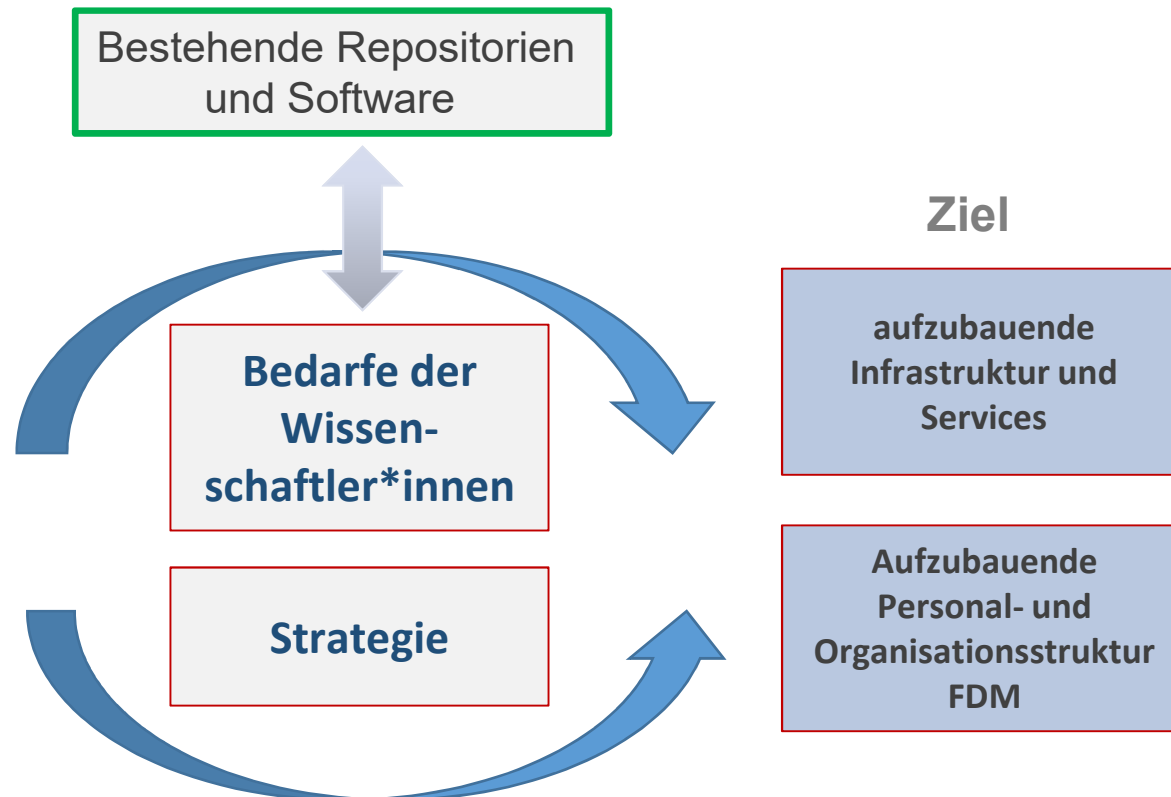 Bestehende Repositorien
und Software
Bedarfe der
Wissen-
schaftler*innen
Strategie
Ziel
aufzubauende
Infrastruktur und
Services
Aufzubauende
Personal- und
Organisationsstruktur
FDM